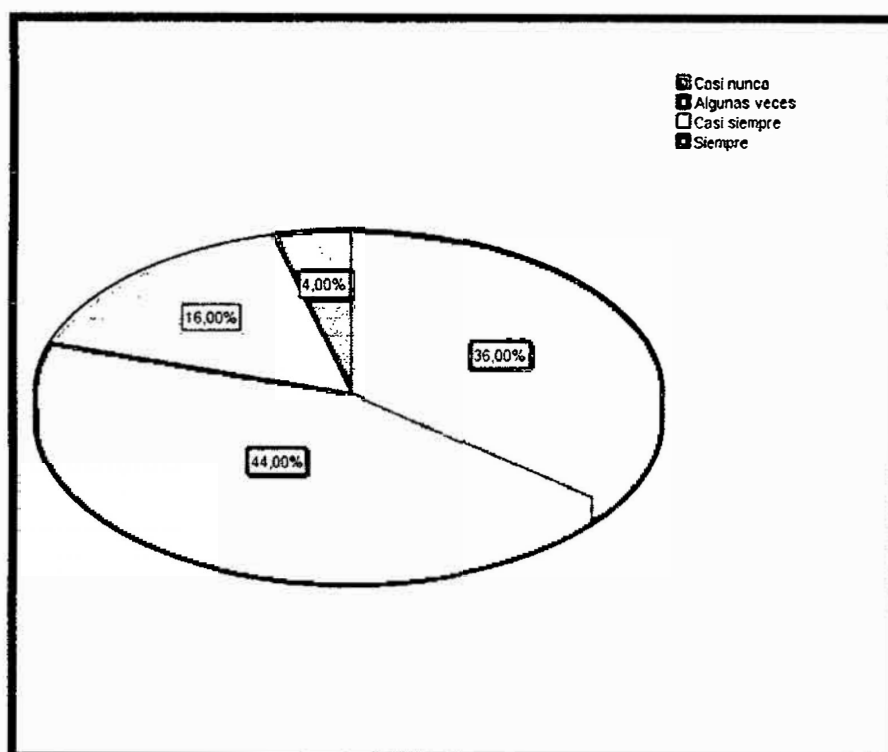 Casi nunca
Algunas veces
Casi siempre
Siempre
4,00%
16,00%
36,00%
44,00%